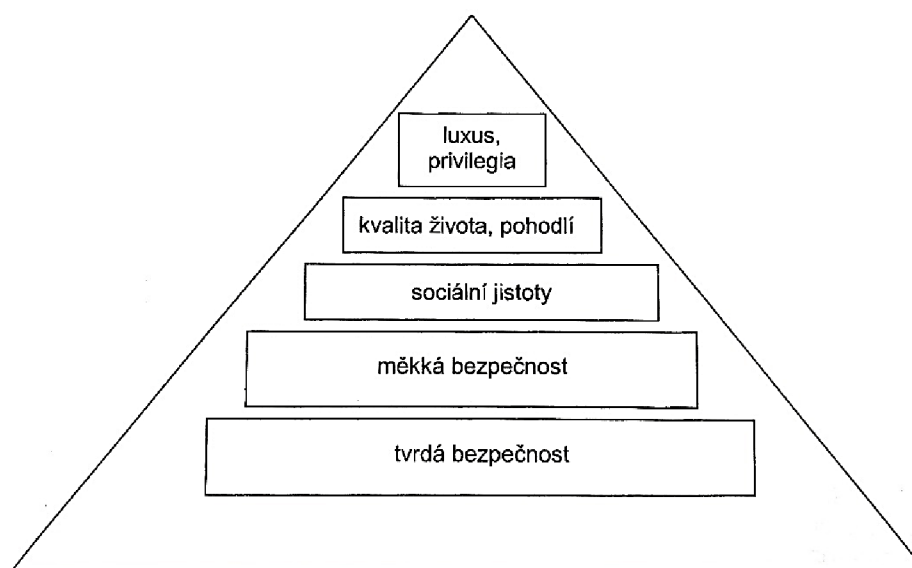 luxus,
privilegia
kvalita života, pohodlí
sociální jistoty
měkká bezpečnost
tvrdá bezpečnost